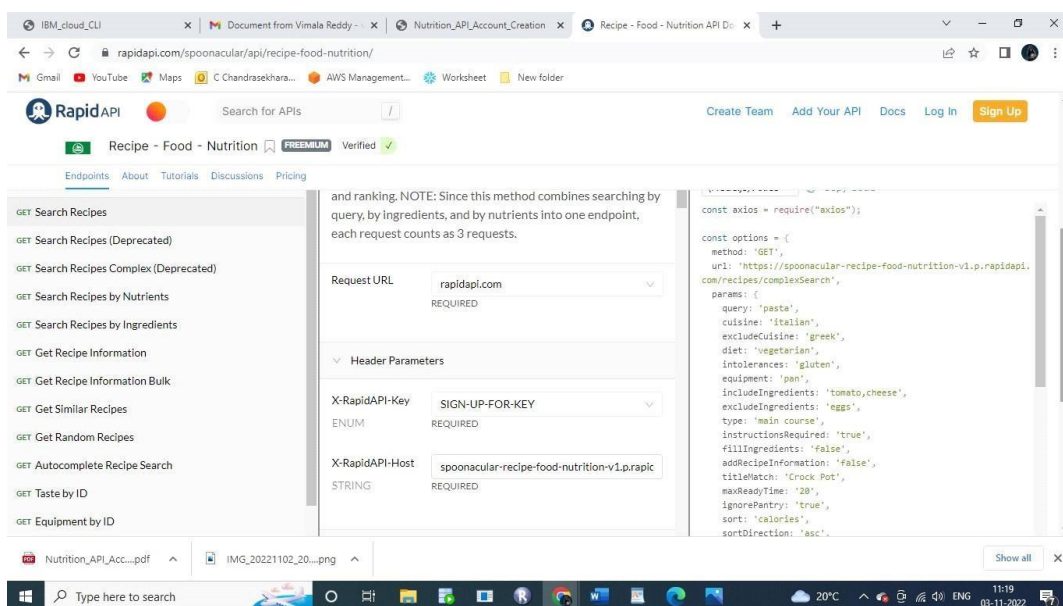 IBM_cloud_CLI
Document from Vimala Reddy -
Nutrition_API_Account_Creation
Recipe - Food - Nutrition API Do
rapidapi.com/spoonacular/api/recipe-food-nutrition/
Gmail YouTube Maps C Chandrasekhara... AWS Management... Worksheet New folder
Rapid API Search for APIs / Create Team Add Your API Docs Log In Sign Up
Recipe - Food - Nutrition FREEMIUM Verified ✓
Endpoints About Tutorials Discussions Pricing
GET Search Recipes
GET Search Recipes (Deprecated)
GET Search Recipes Complex (Deprecated)
GET Search Recipes by Nutrients
GET Search Recipes by Ingredients
GET Get Recipe Information
GET Get Recipe Information Bulk
GET Get Similar Recipes
GET Get Random Recipes
GET Autocomplete Recipe Search
GET Taste by ID
GET Equipment by ID
and ranking. NOTE: Since this method combines searching by
query, by ingredients, and by nutrients into one endpoint,
each request counts as 3 requests.
Request URL rapidapi.com
REQUIRED
Header Parameters
X-RapidAPI-Key SIGN-UP-FOR-KEY
ENUM REQUIRED
X-RapidAPI-Host spoonacular-recipe-food-nutrition-v1.p.rapic
STRING REQUIRED
const axios = require("axios");
const options = {
method: 'GET',
url: 'https://spoonacular-recipe-food-nutrition-v1.p.rapidapi.
com/recipes/complexSearch',
params: {
query: 'pasta',
cuisine: 'italian',
excludeCuisine: 'greek',
diet: 'vegetarian',
intolerances: 'gluten',
equipment: 'pan',
includeIngredients: 'tomato,cheese',
excludeIngredients: 'eggs',
type: 'main course',
instructionsRequired: 'true',
fillIngredients: 'false',
addRecipeInformation: 'false',
titleMatch: 'Crock Pot',
maxReadyTime: '20',
ignorePantry: 'true',
sort: 'calories',
sortDirection: 'asc',
Nutrition_API_Acc....pdf IMG_20221102_20....png Show all
Type here to search 20°C ENG 11:19
03-11-2022